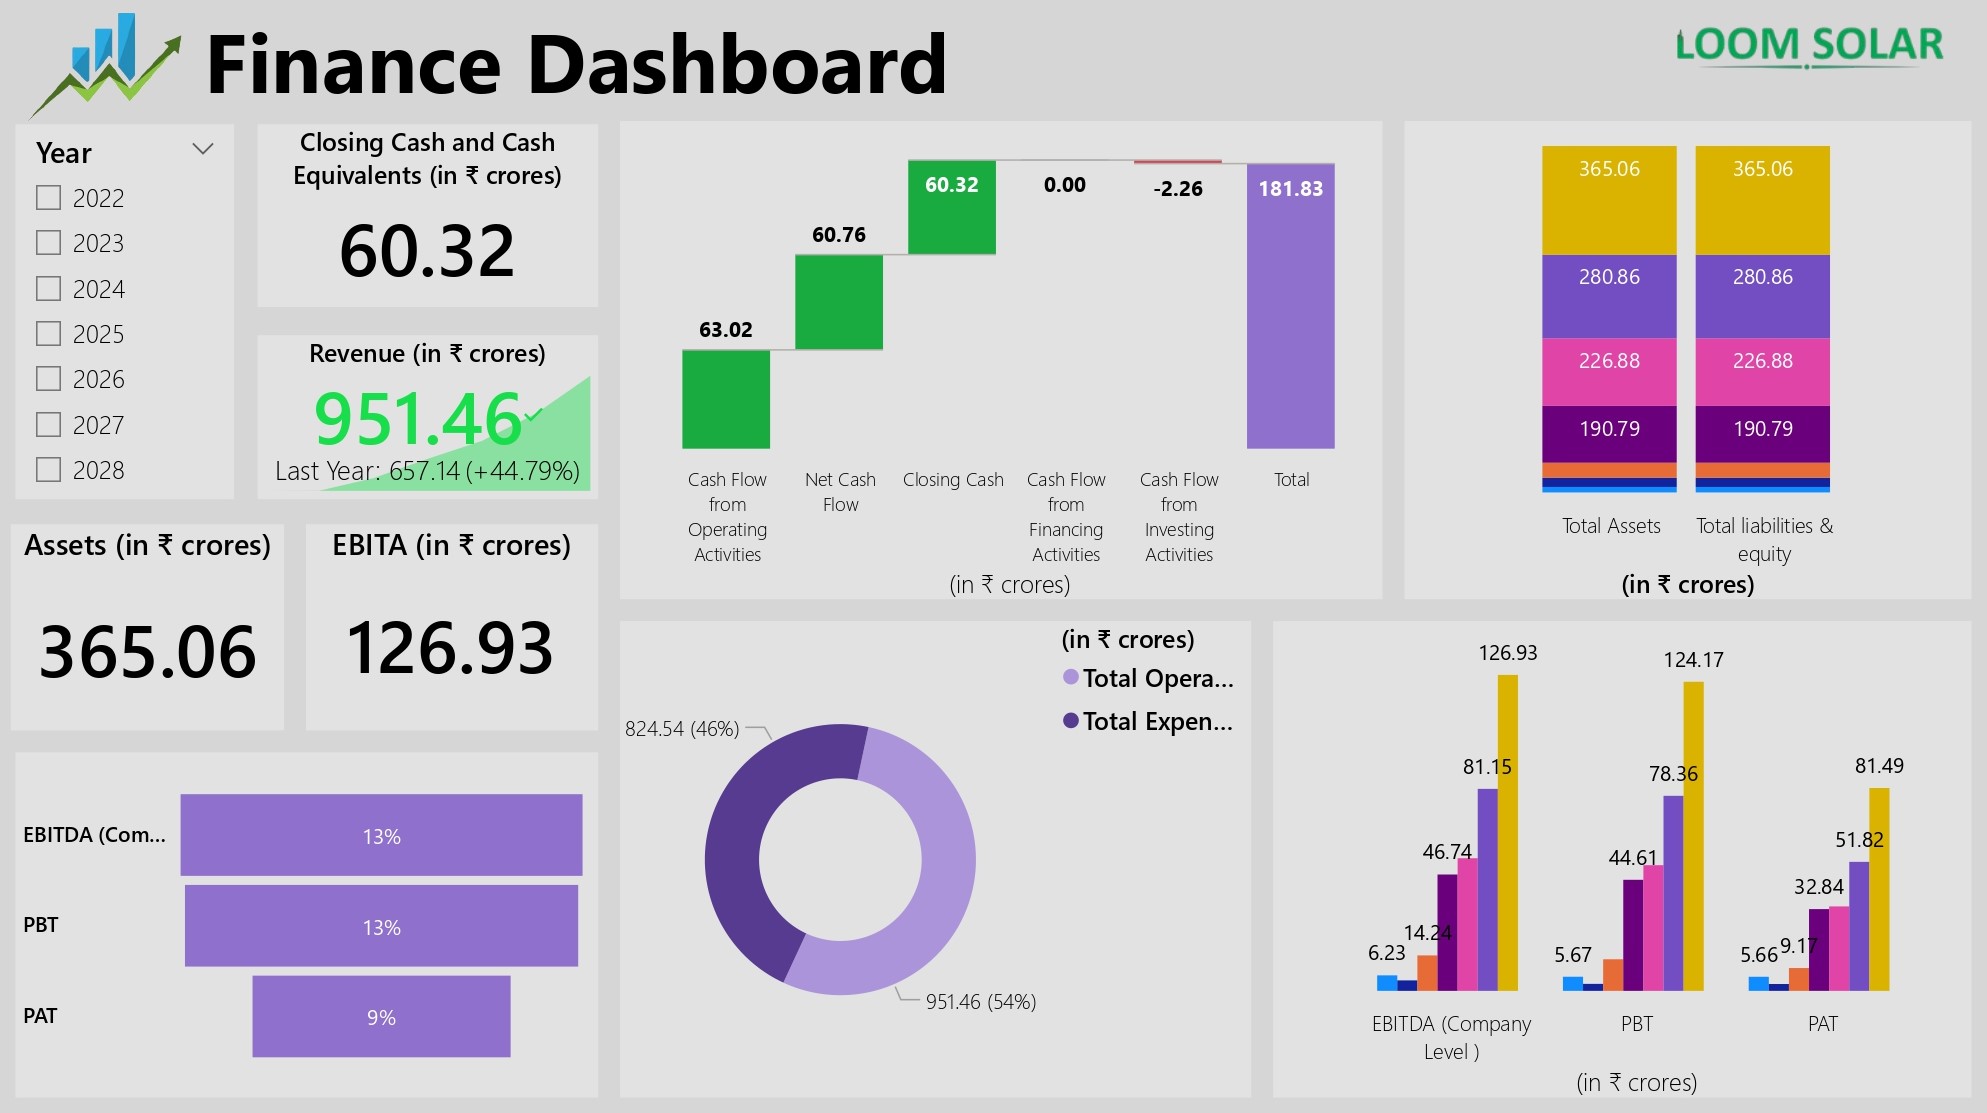 Finance Dashboard
LOOM SOLAR
Year
2022
2023
2024
2025
2026
2027
2028
Closing Cash and Cash
Equivalents (in ₹ crores)
60.32
Revenue (in ₹ crores)
951.46
Last Year: 657.14 (+44.79%)
Assets (in ₹ crores)
365.06
EBITA (in ₹ crores)
126.93
EBITDA (Com...
13%
PBT
13%
PAT
9%
63.02
60.76
60.32
0.00
-2.26
181.83
Cash Flow
from
Operating
Activities
Net Cash
Flow
Closing Cash
Cash Flow
from
Financing
Activities
Cash Flow
from
Investing
Activities
Total
(in ₹ crores)
365.06
365.06
280.86
280.86
226.88
226.88
190.79
190.79
Total Assets
Total liabilities &
equity
(in ₹ crores)
(in ₹ crores)
Total Opera...
Total Expen...
824.54 (46%)
951.46 (54%)
6.23
14.24
46.74
81.15
126.93
5.67
44.61
78.36
124.17
5.66
9.17
32.84
51.82
81.49
EBITDA (Company
Level )
PBT
PAT
(in ₹ crores)